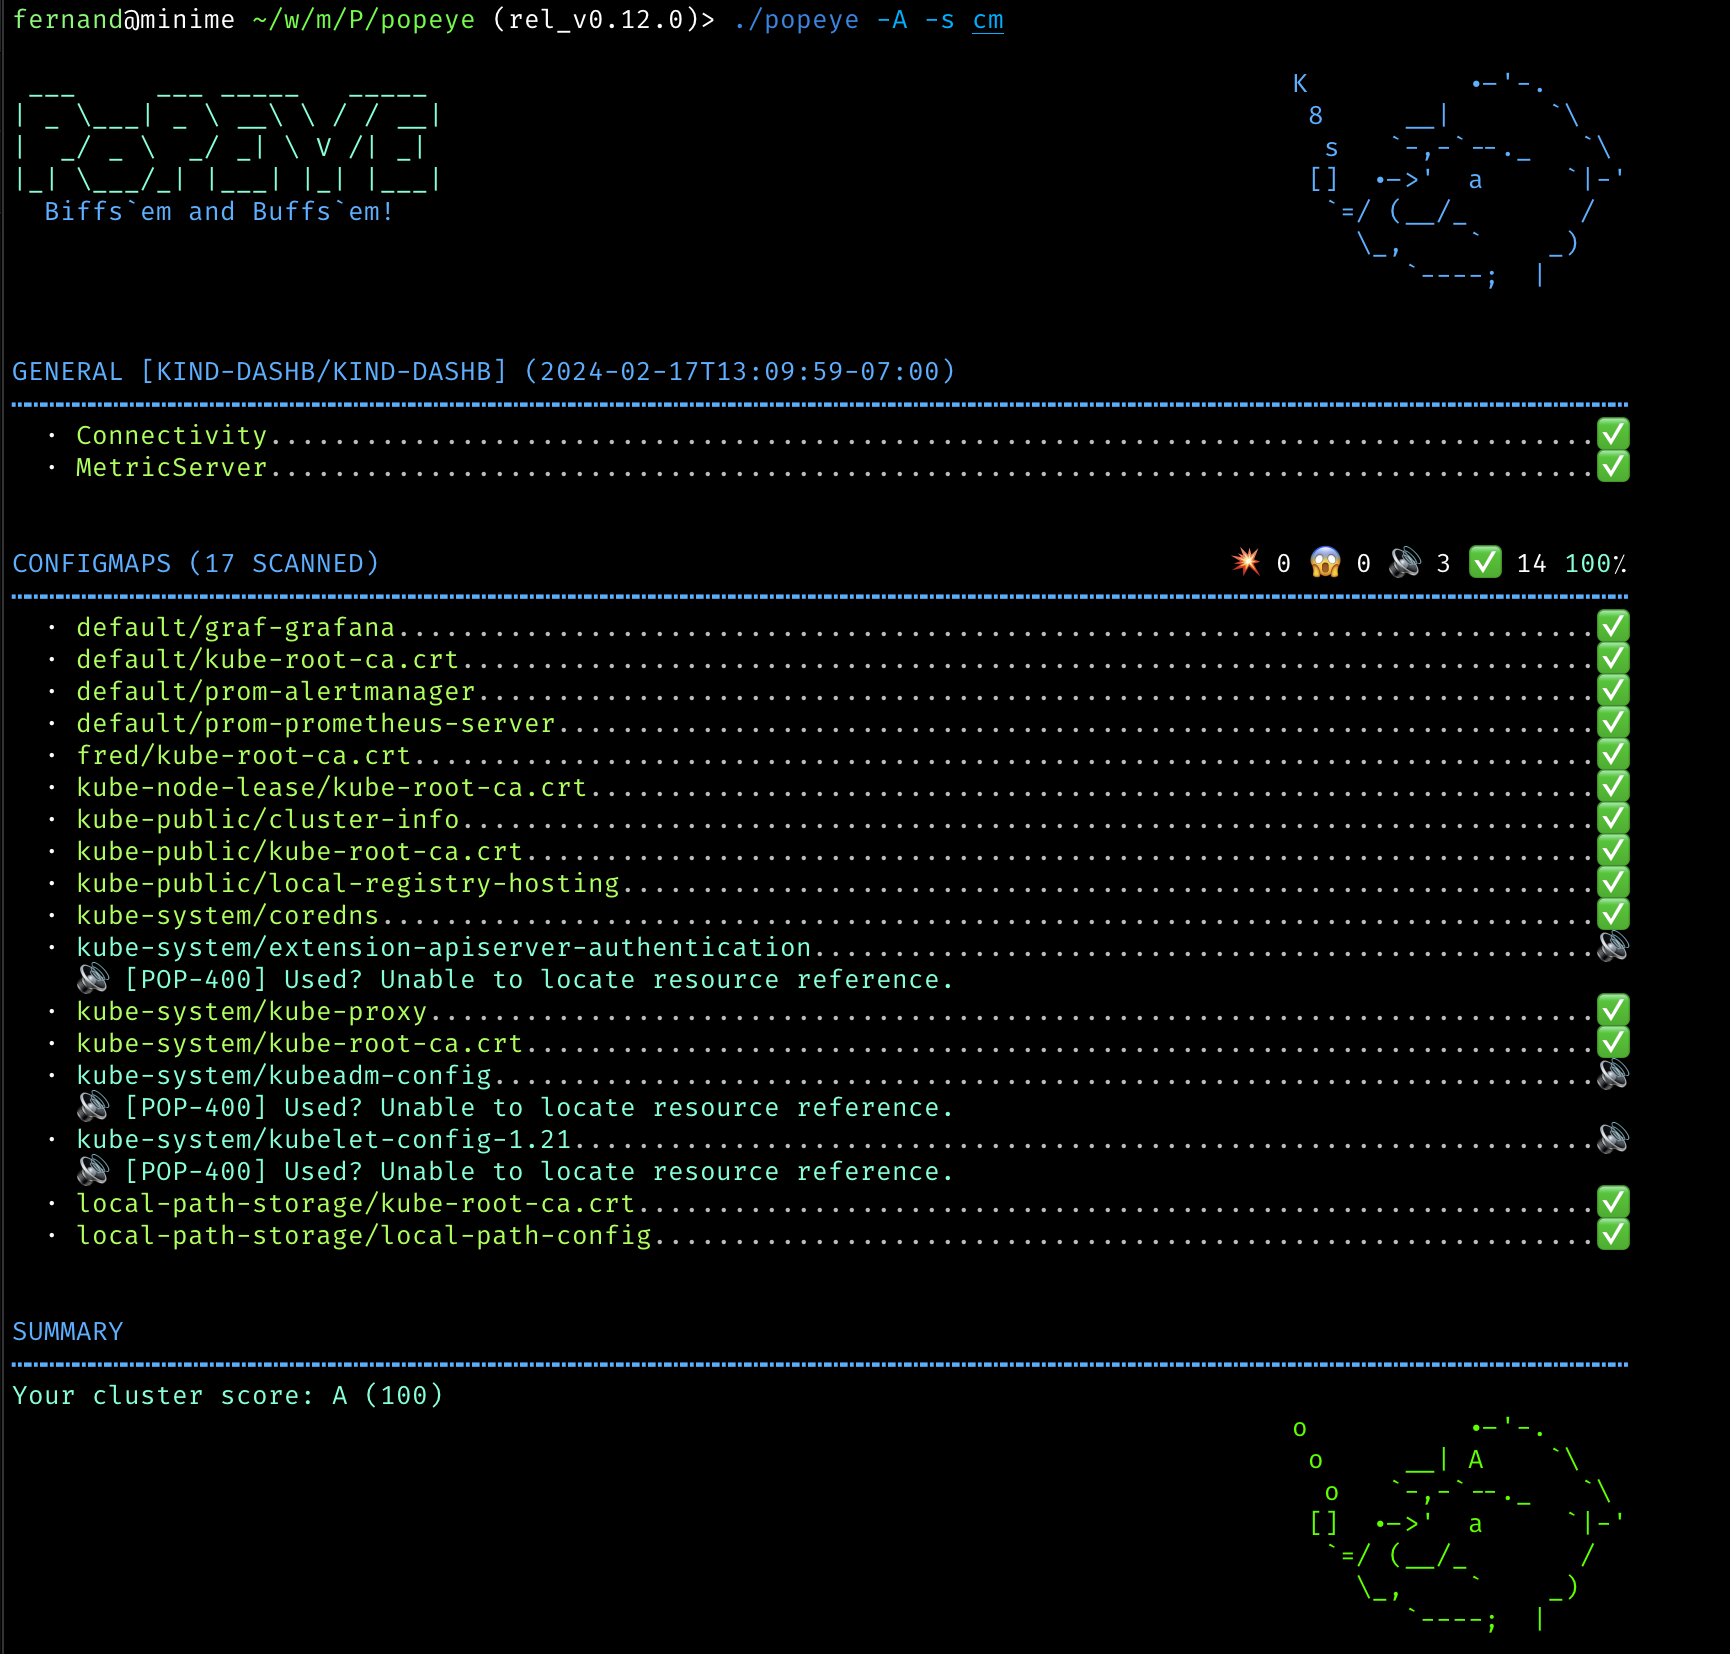 fernand@minime ~/w/m/P/popeye (rel_v0.12.0)> ./popeye -A -s cm
 ___     ___ _____   _____                                                      K          •-'-.
| _ \___| _ \ __\ \ / / __|                                                      8     __|      `\
|  _/ _ \  _/ _| \ V /| _|                                                        s   `-,-`--._   `\
|_| \___/_| |___| |_| |___|                                                      []  •->'  a     `|-'
  Biffs`em and Buffs`em!                                                          `=/ (__/_       /
                                                                                    \_,    `    _)
                                                                                       `----;  |
GENERAL [KIND-DASHB/KIND-DASHB] (2024-02-17T13:09:59-07:00)
· Connectivity...................................................................................✅
· MetricServer...................................................................................✅
CONFIGMAPS (17 SCANNED) 💥 0 😱 0 🔊 3 ✅ 14 100٪
· default/graf-grafana...........................................................................✅
· default/kube-root-ca.crt.......................................................................✅
· default/prom-alertmanager......................................................................✅
· default/prom-prometheus-server.................................................................✅
· fred/kube-root-ca.crt..........................................................................✅
· kube-node-lease/kube-root-ca.crt...............................................................✅
· kube-public/cluster-info.......................................................................✅
· kube-public/kube-root-ca.crt...................................................................✅
· kube-public/local-registry-hosting.............................................................✅
· kube-system/coredns............................................................................✅
· kube-system/extension-apiserver-authentication.................................................🔊
🔊 [POP-400] Used? Unable to locate resource reference.
· kube-system/kube-proxy.........................................................................✅
· kube-system/kube-root-ca.crt...................................................................✅
· kube-system/kubeadm-config.....................................................................🔊
🔊 [POP-400] Used? Unable to locate resource reference.
· kube-system/kubelet-config-1.21................................................................🔊
🔊 [POP-400] Used? Unable to locate resource reference.
· local-path-storage/kube-root-ca.crt............................................................✅
· local-path-storage/local-path-config...........................................................✅
SUMMARY
Your cluster score: A (100)
                                                                                o          •-'-.
                                                                                 o     __| A    `\
                                                                                  o   `-,-`--._   `\
                                                                                 []  •->'  a     `|-'
                                                                                  `=/ (__/_       /
                                                                                    \_,    `    _)
                                                                                       `----;  |